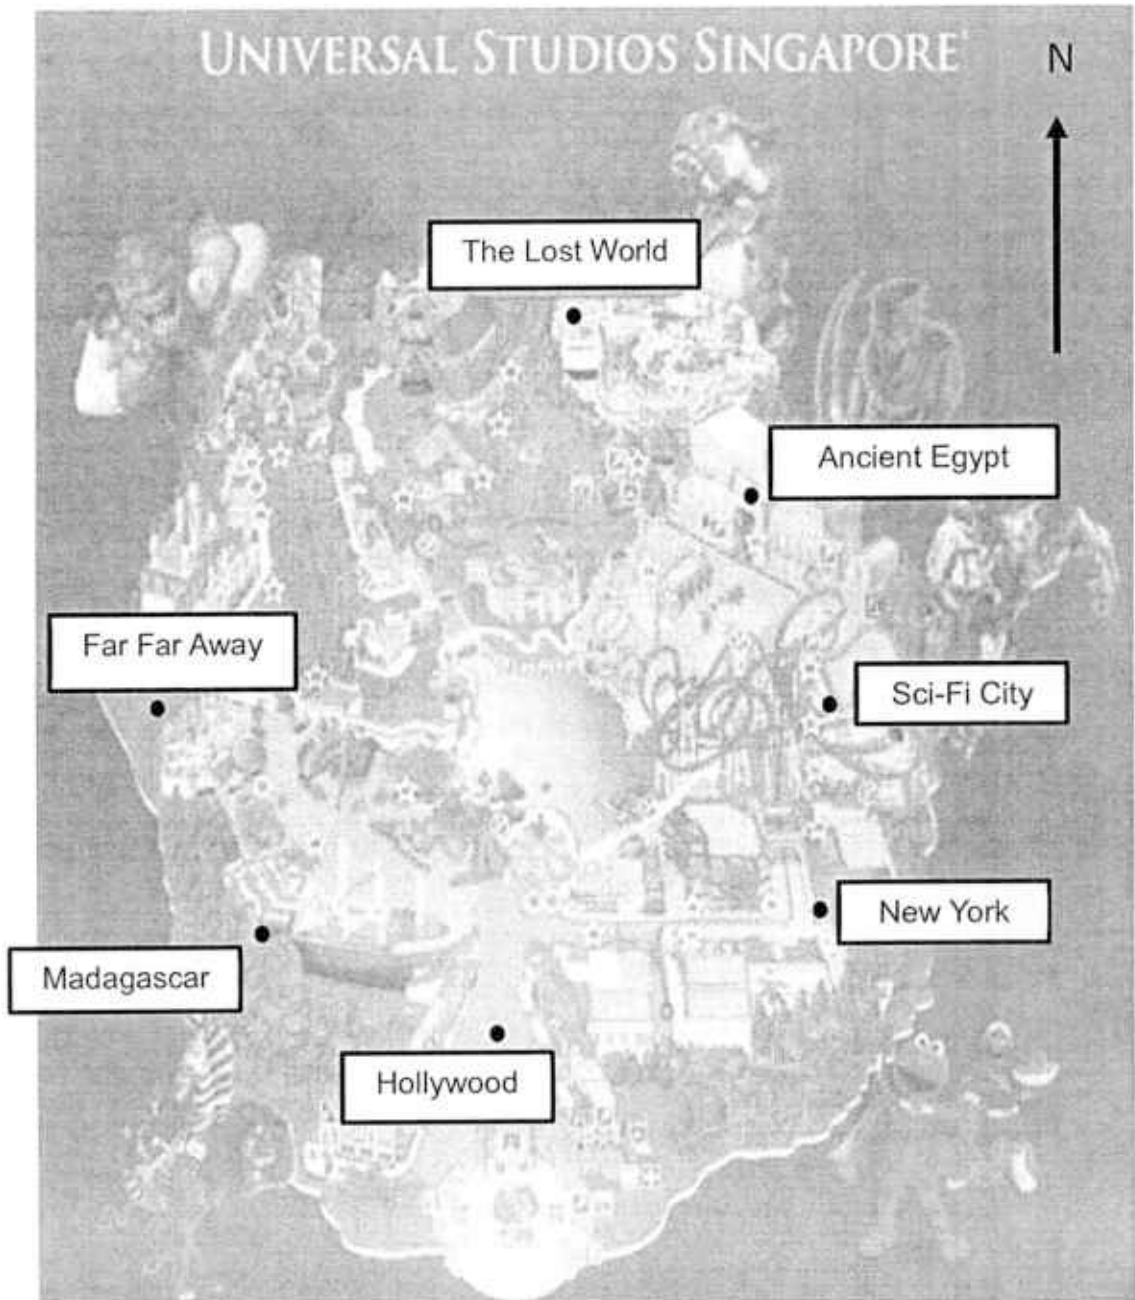 UNIVERSAL STUDIOS SINGAPORE
N
The Lost World
Ancient Egypt
Far Far Away
Sci-Fi City
New York
Madagascar
Hollywood